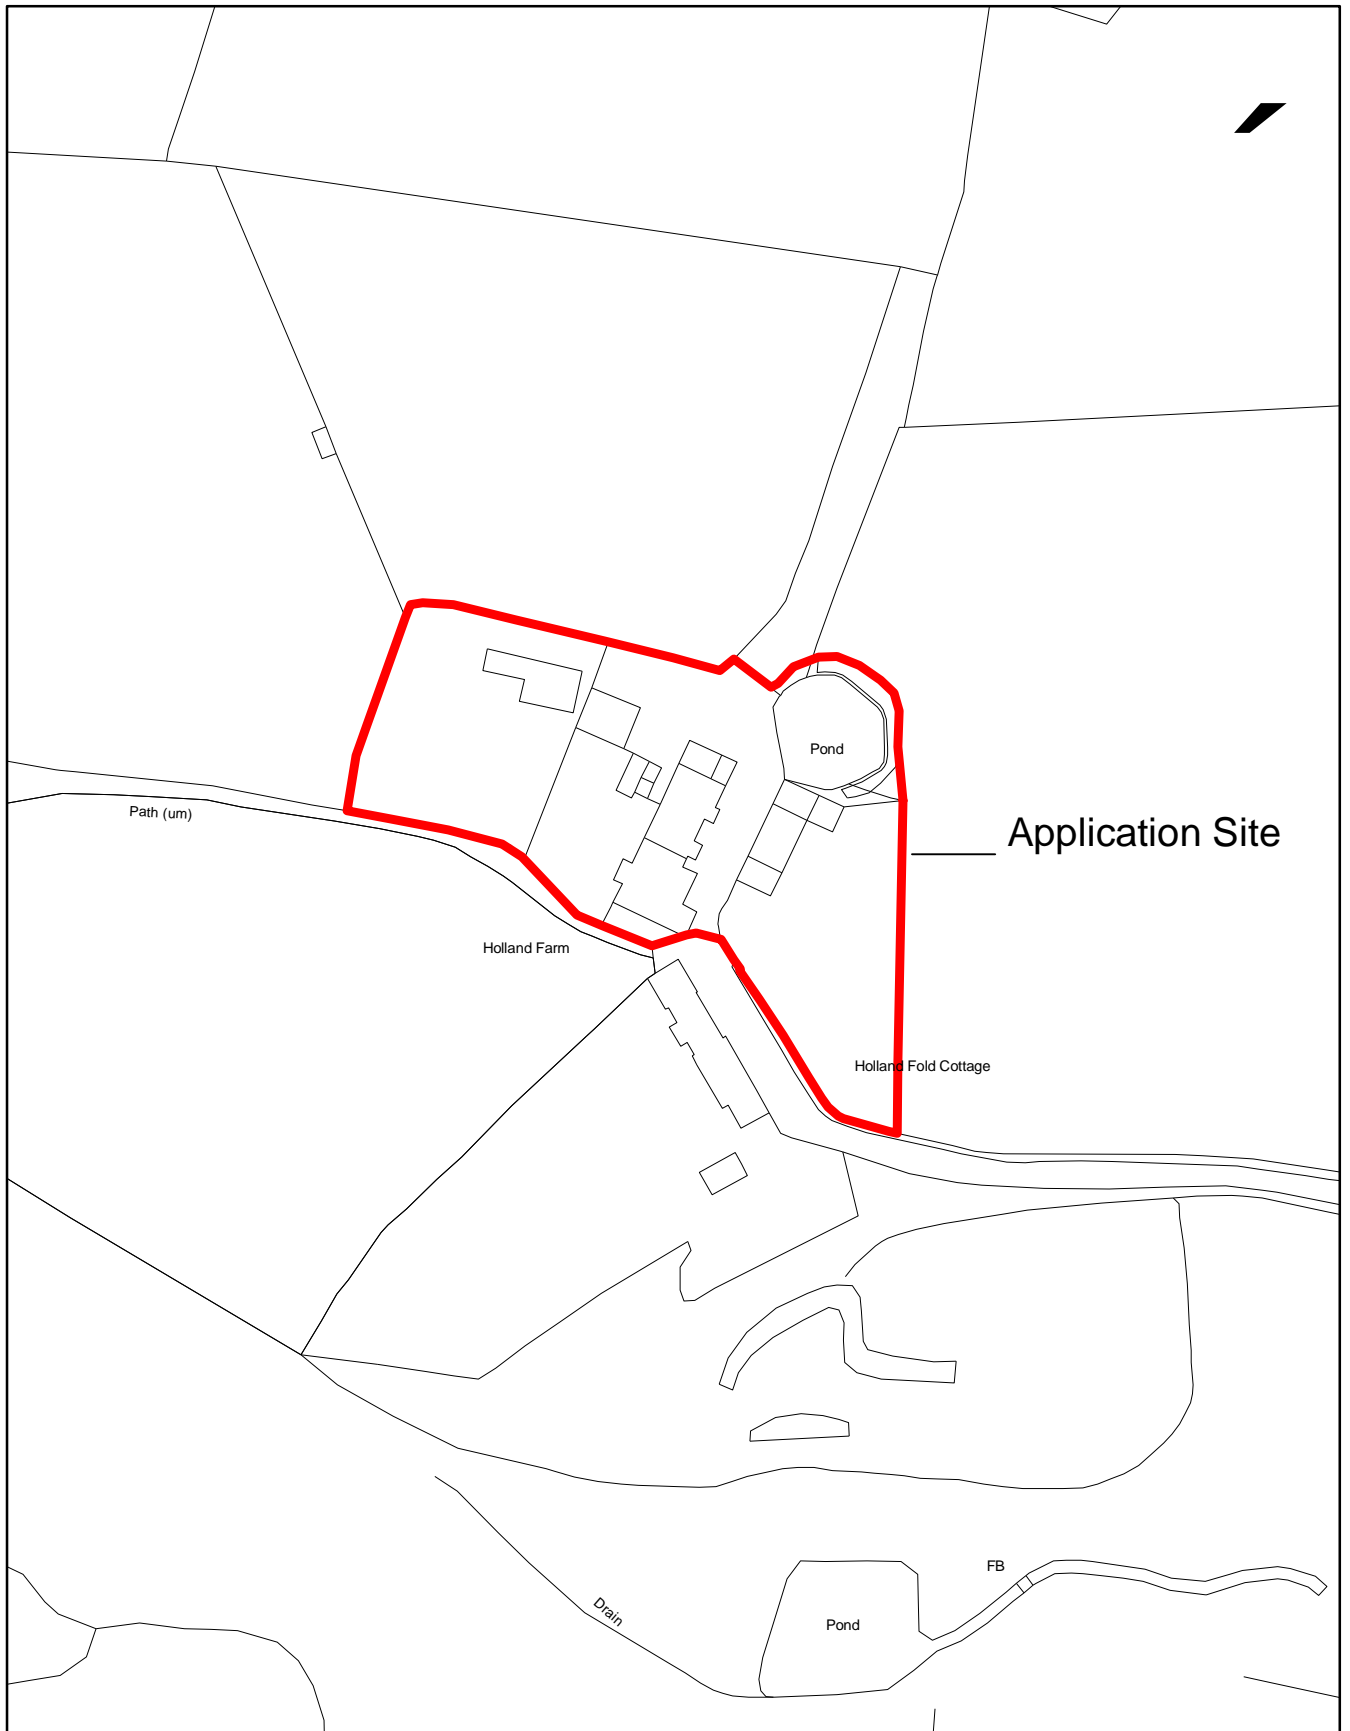 Pond
Path (um)
Application Site
Holland Farm
Holland Fold Cottage
FB
Drain
Pond